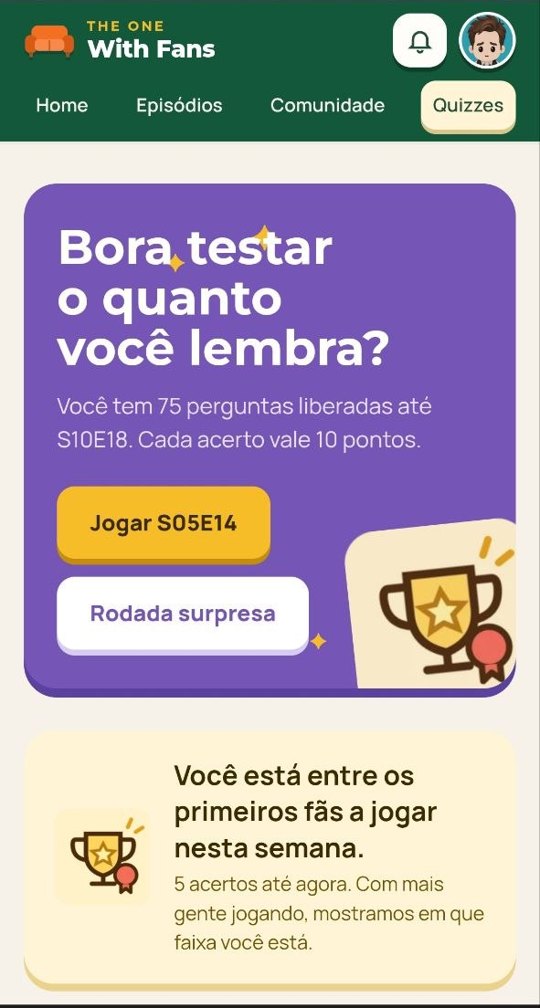 THE ONE
With Fans
Home
Episódios
Comunidade
Quizzes
Bora testar
o quanto
você lembra?
Você tem 75 perguntas liberadas até
S10E18. Cada acerto vale 10 pontos.
Jogar S05E14
Rodada surpresa
Você está entre os
primeiros fãs a jogar
nesta semana.
5 acertos até agora. Com mais
gente jogando, mostramos em que
faixa você está.